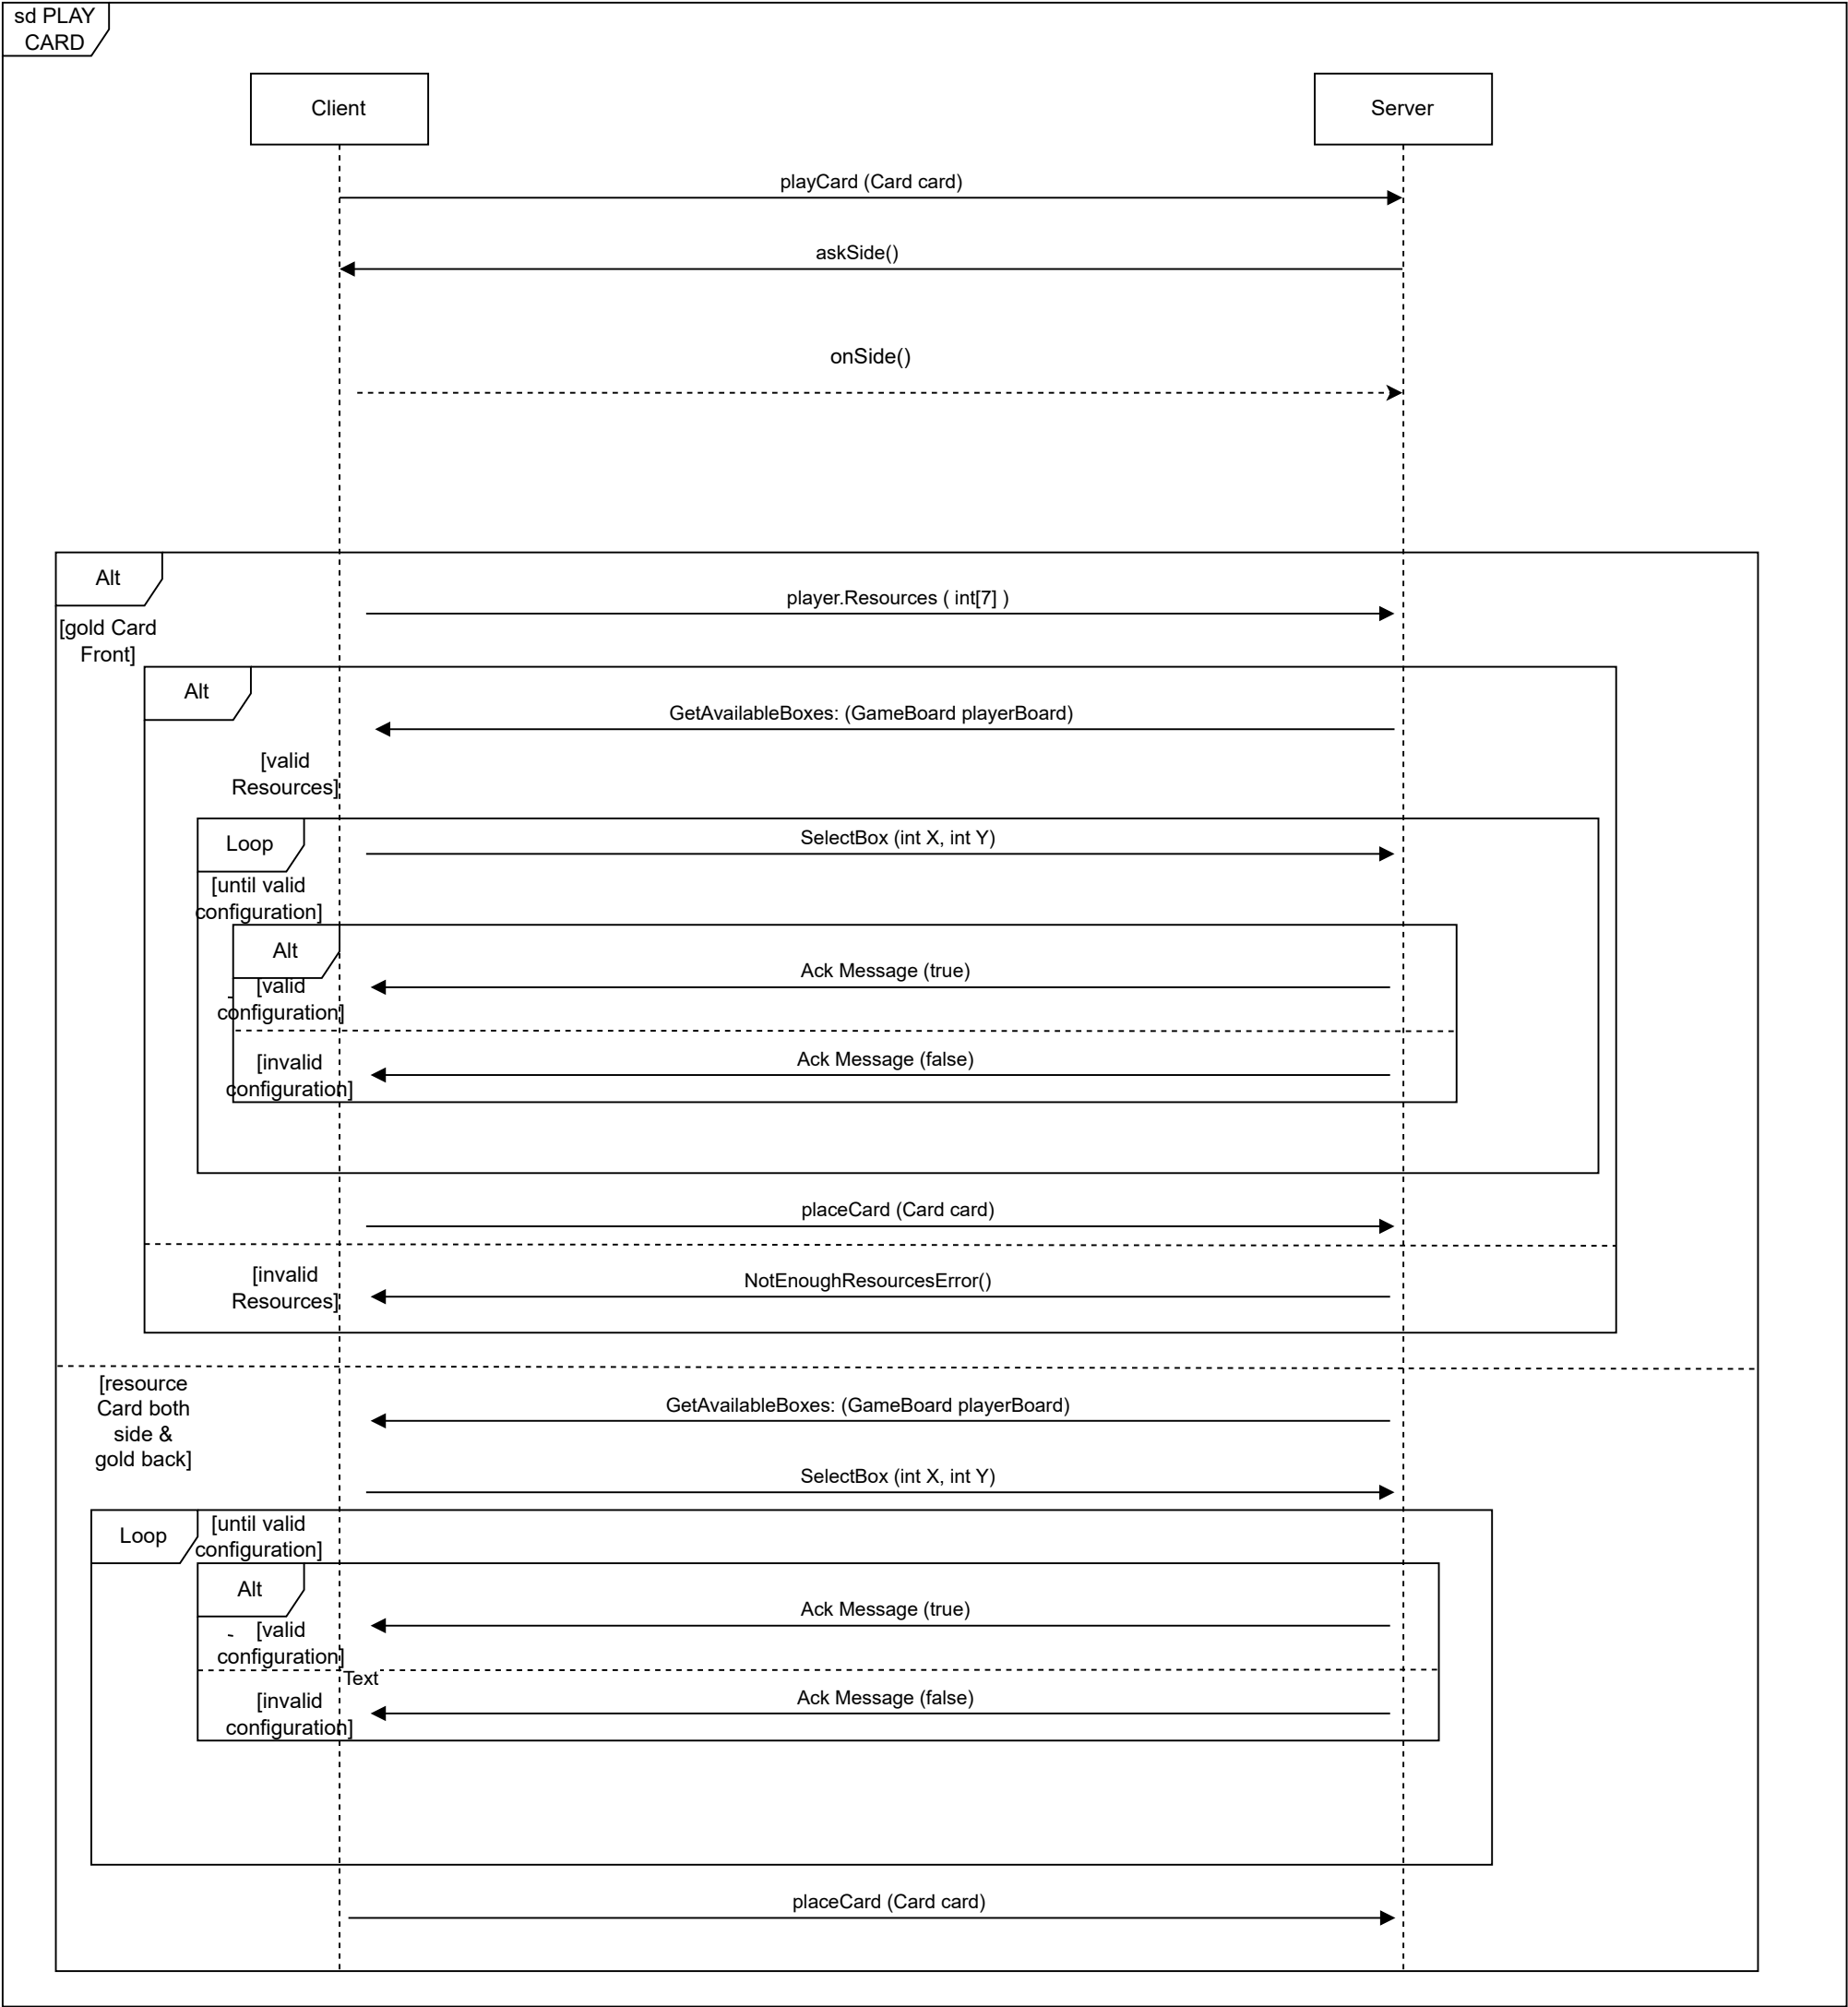 sd PLAY
CARD
Client
Server
playCard (Card card)
askSide()
onSide()
Alt
player.Resources ( int[7] )
[gold Card
Front]
Alt
GetAvailableBoxes: (GameBoard playerBoard)
[valid
Resources]
Loop
SelectBox (int X, int Y)
[until valid
configuration]
Alt
Ack Message (true)
[valid
configuration]
[invalid
configuration]
Ack Message (false)
placeCard (Card card)
[invalid
Resources]
NotEnoughResourcesError()
[resource
Card both
side &
gold back]
GetAvailableBoxes: (GameBoard playerBoard)
SelectBox (int X, int Y)
Loop
[until valid
configuration]
Alt
Ack Message (true)
[valid
configuration]
Text
[invalid
configuration]
Ack Message (false)
placeCard (Card card)